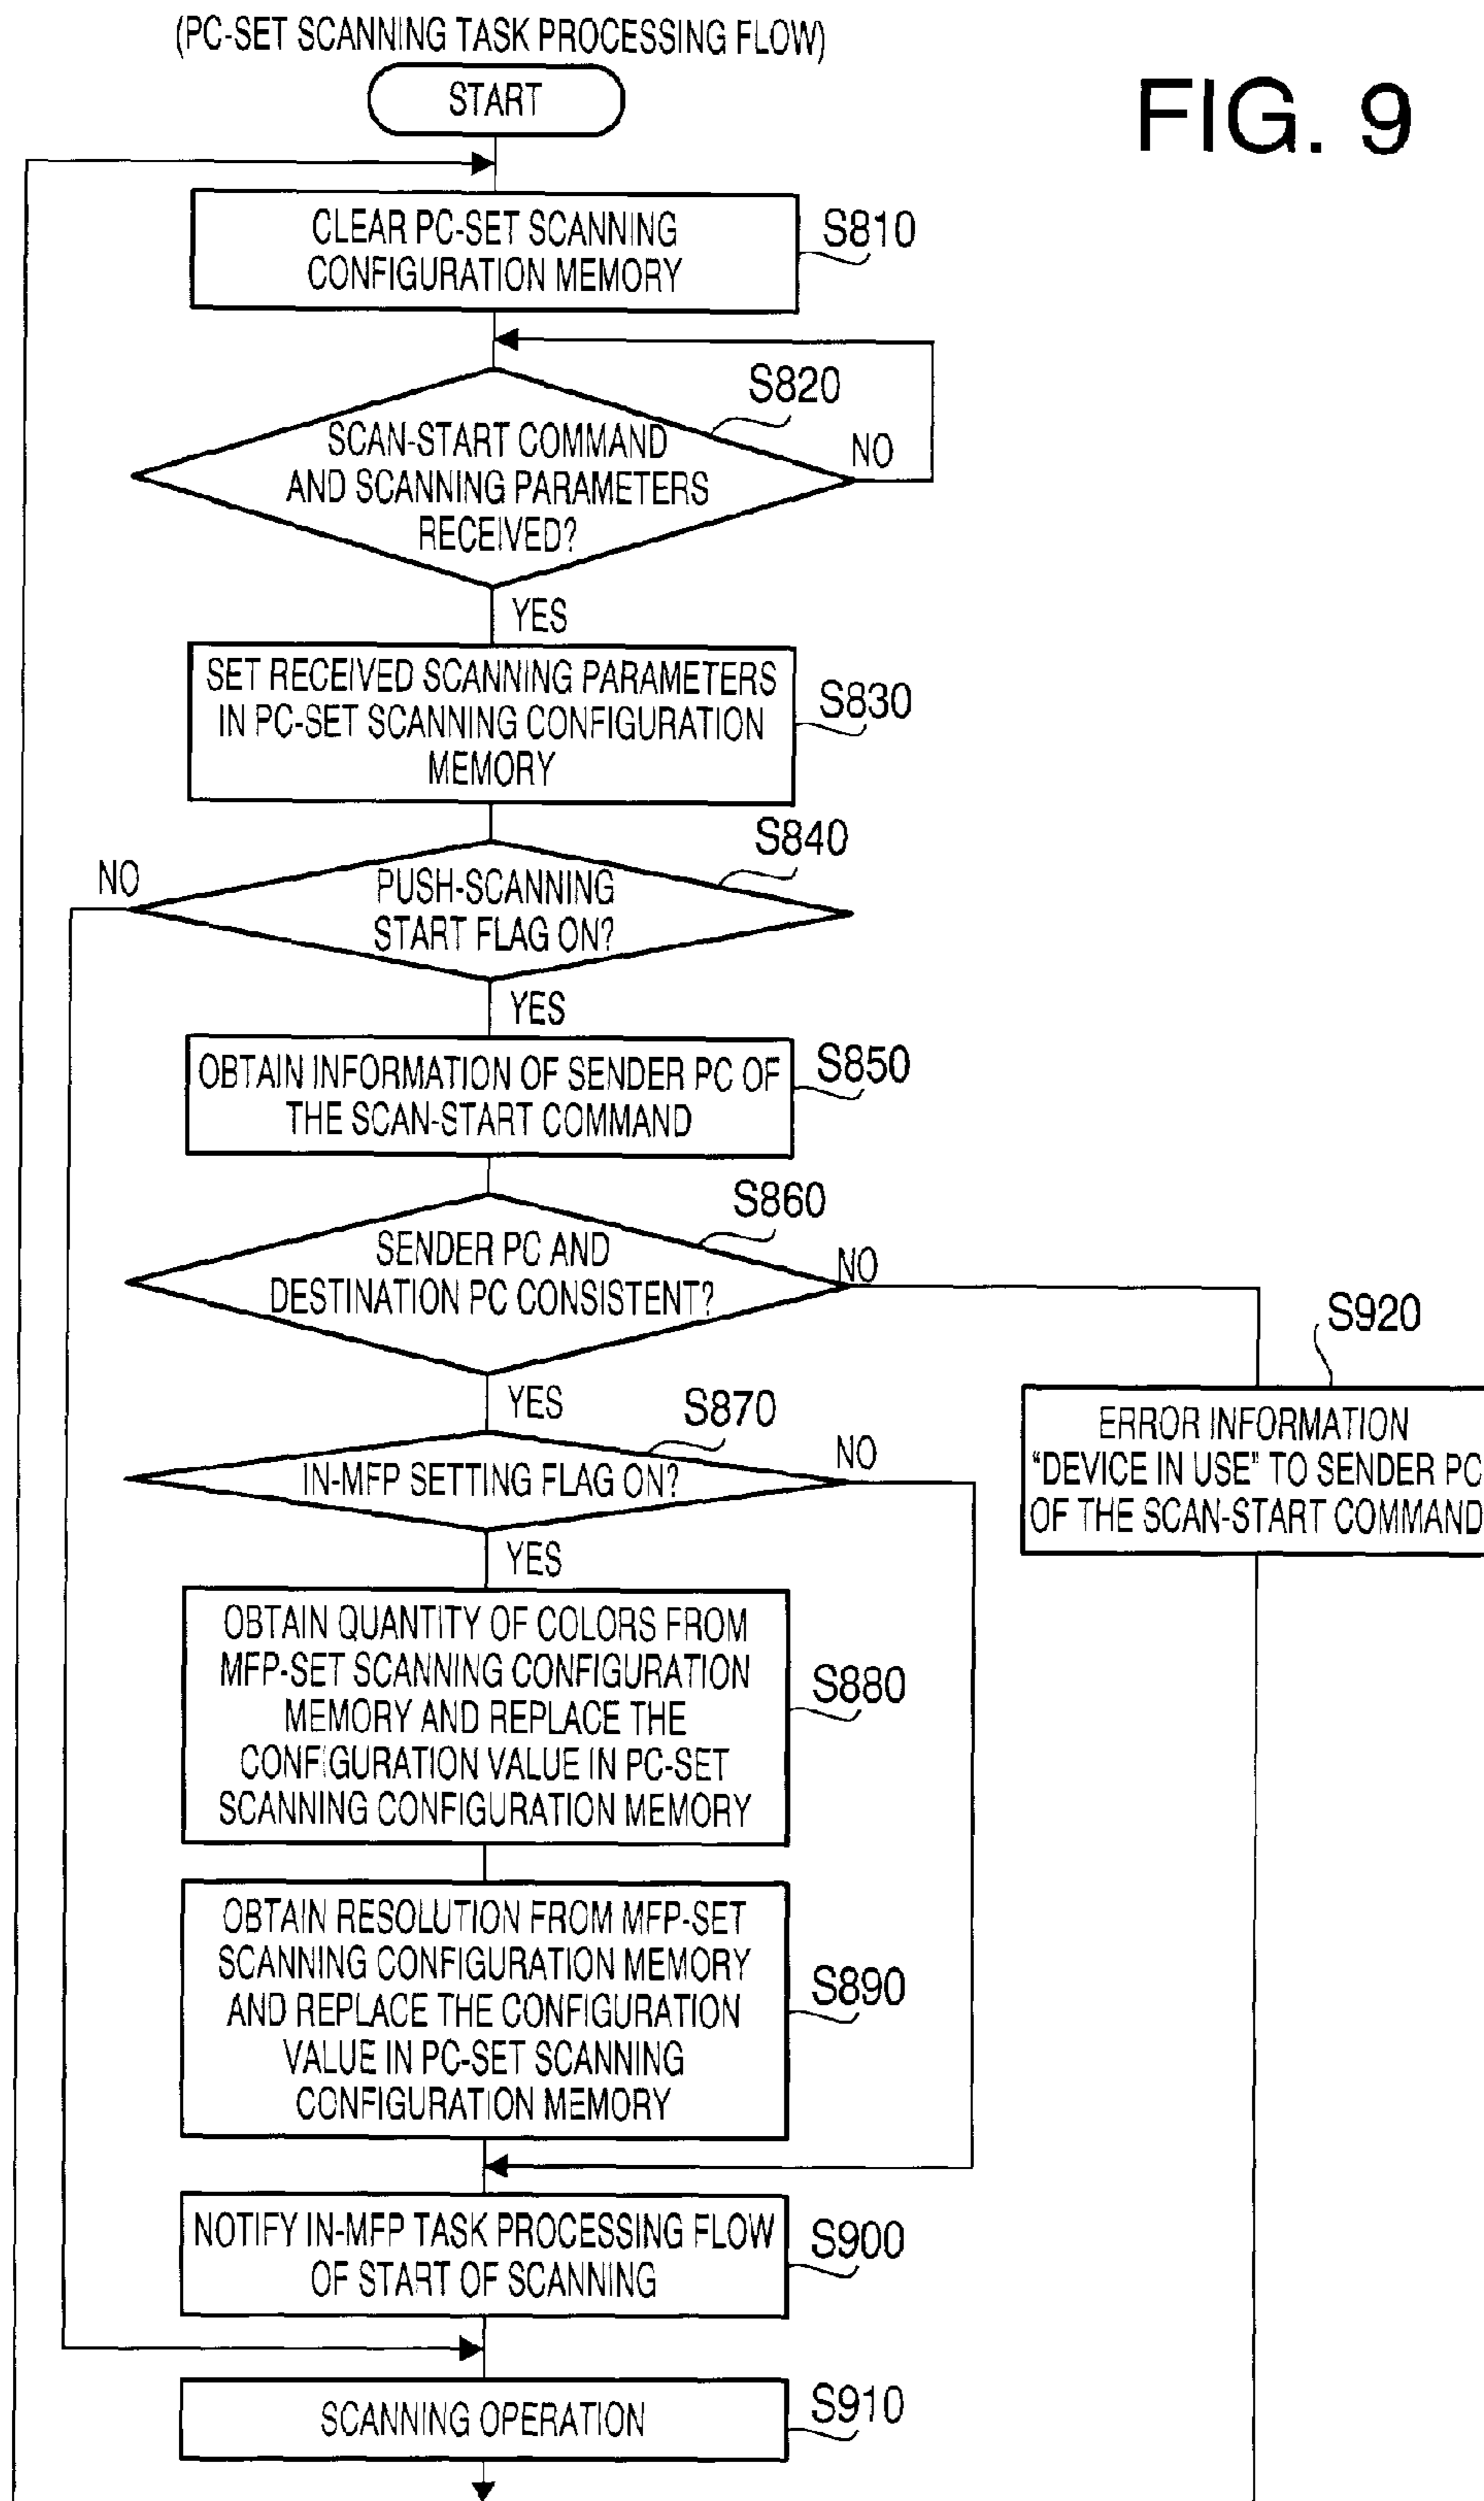 (PC-SET SCANNING TASK PROCESSING FLOW)
FIG. 9
START
CLEAR PC-SET SCANNING
CONFIGURATION MEMORY
S810
S820
SCAN-START COMMAND
AND SCANNING PARAMETERS
RECEIVED?
NO
YES
SET RECEIVED SCANNING PARAMETERS
IN PC-SET SCANNING CONFIGURATION
MEMORY
S830
S840
NO
PUSH-SCANNING
START FLAG ON?
YES
OBTAIN INFORMATION OF SENDER PC OF
THE SCAN-START COMMAND
S850
S860
SENDER PC AND
DESTINATION PC CONSISTENT?
NO
S920
YES
ERROR INFORMATION
“DEVICE IN USE” TO SENDER PC
OF THE SCAN-START COMMAND
S870
IN-MFP SETTING FLAG ON?
NO
YES
OBTAIN QUANTITY OF COLORS FROM
MFP-SET SCANNING CONFIGURATION
MEMORY AND REPLACE THE
CONFIGURATION VALUE IN PC-SET
SCANNING CONFIGURATION MEMORY
S880
OBTAIN RESOLUTION FROM MFP-SET
SCANNING CONFIGURATION MEMORY
AND REPLACE THE CONFIGURATION
VALUE IN PC-SET SCANNING
CONFIGURATION MEMORY
S890
NOTIFY IN-MFP TASK PROCESSING FLOW
OF START OF SCANNING
S900
SCANNING OPERATION
S910